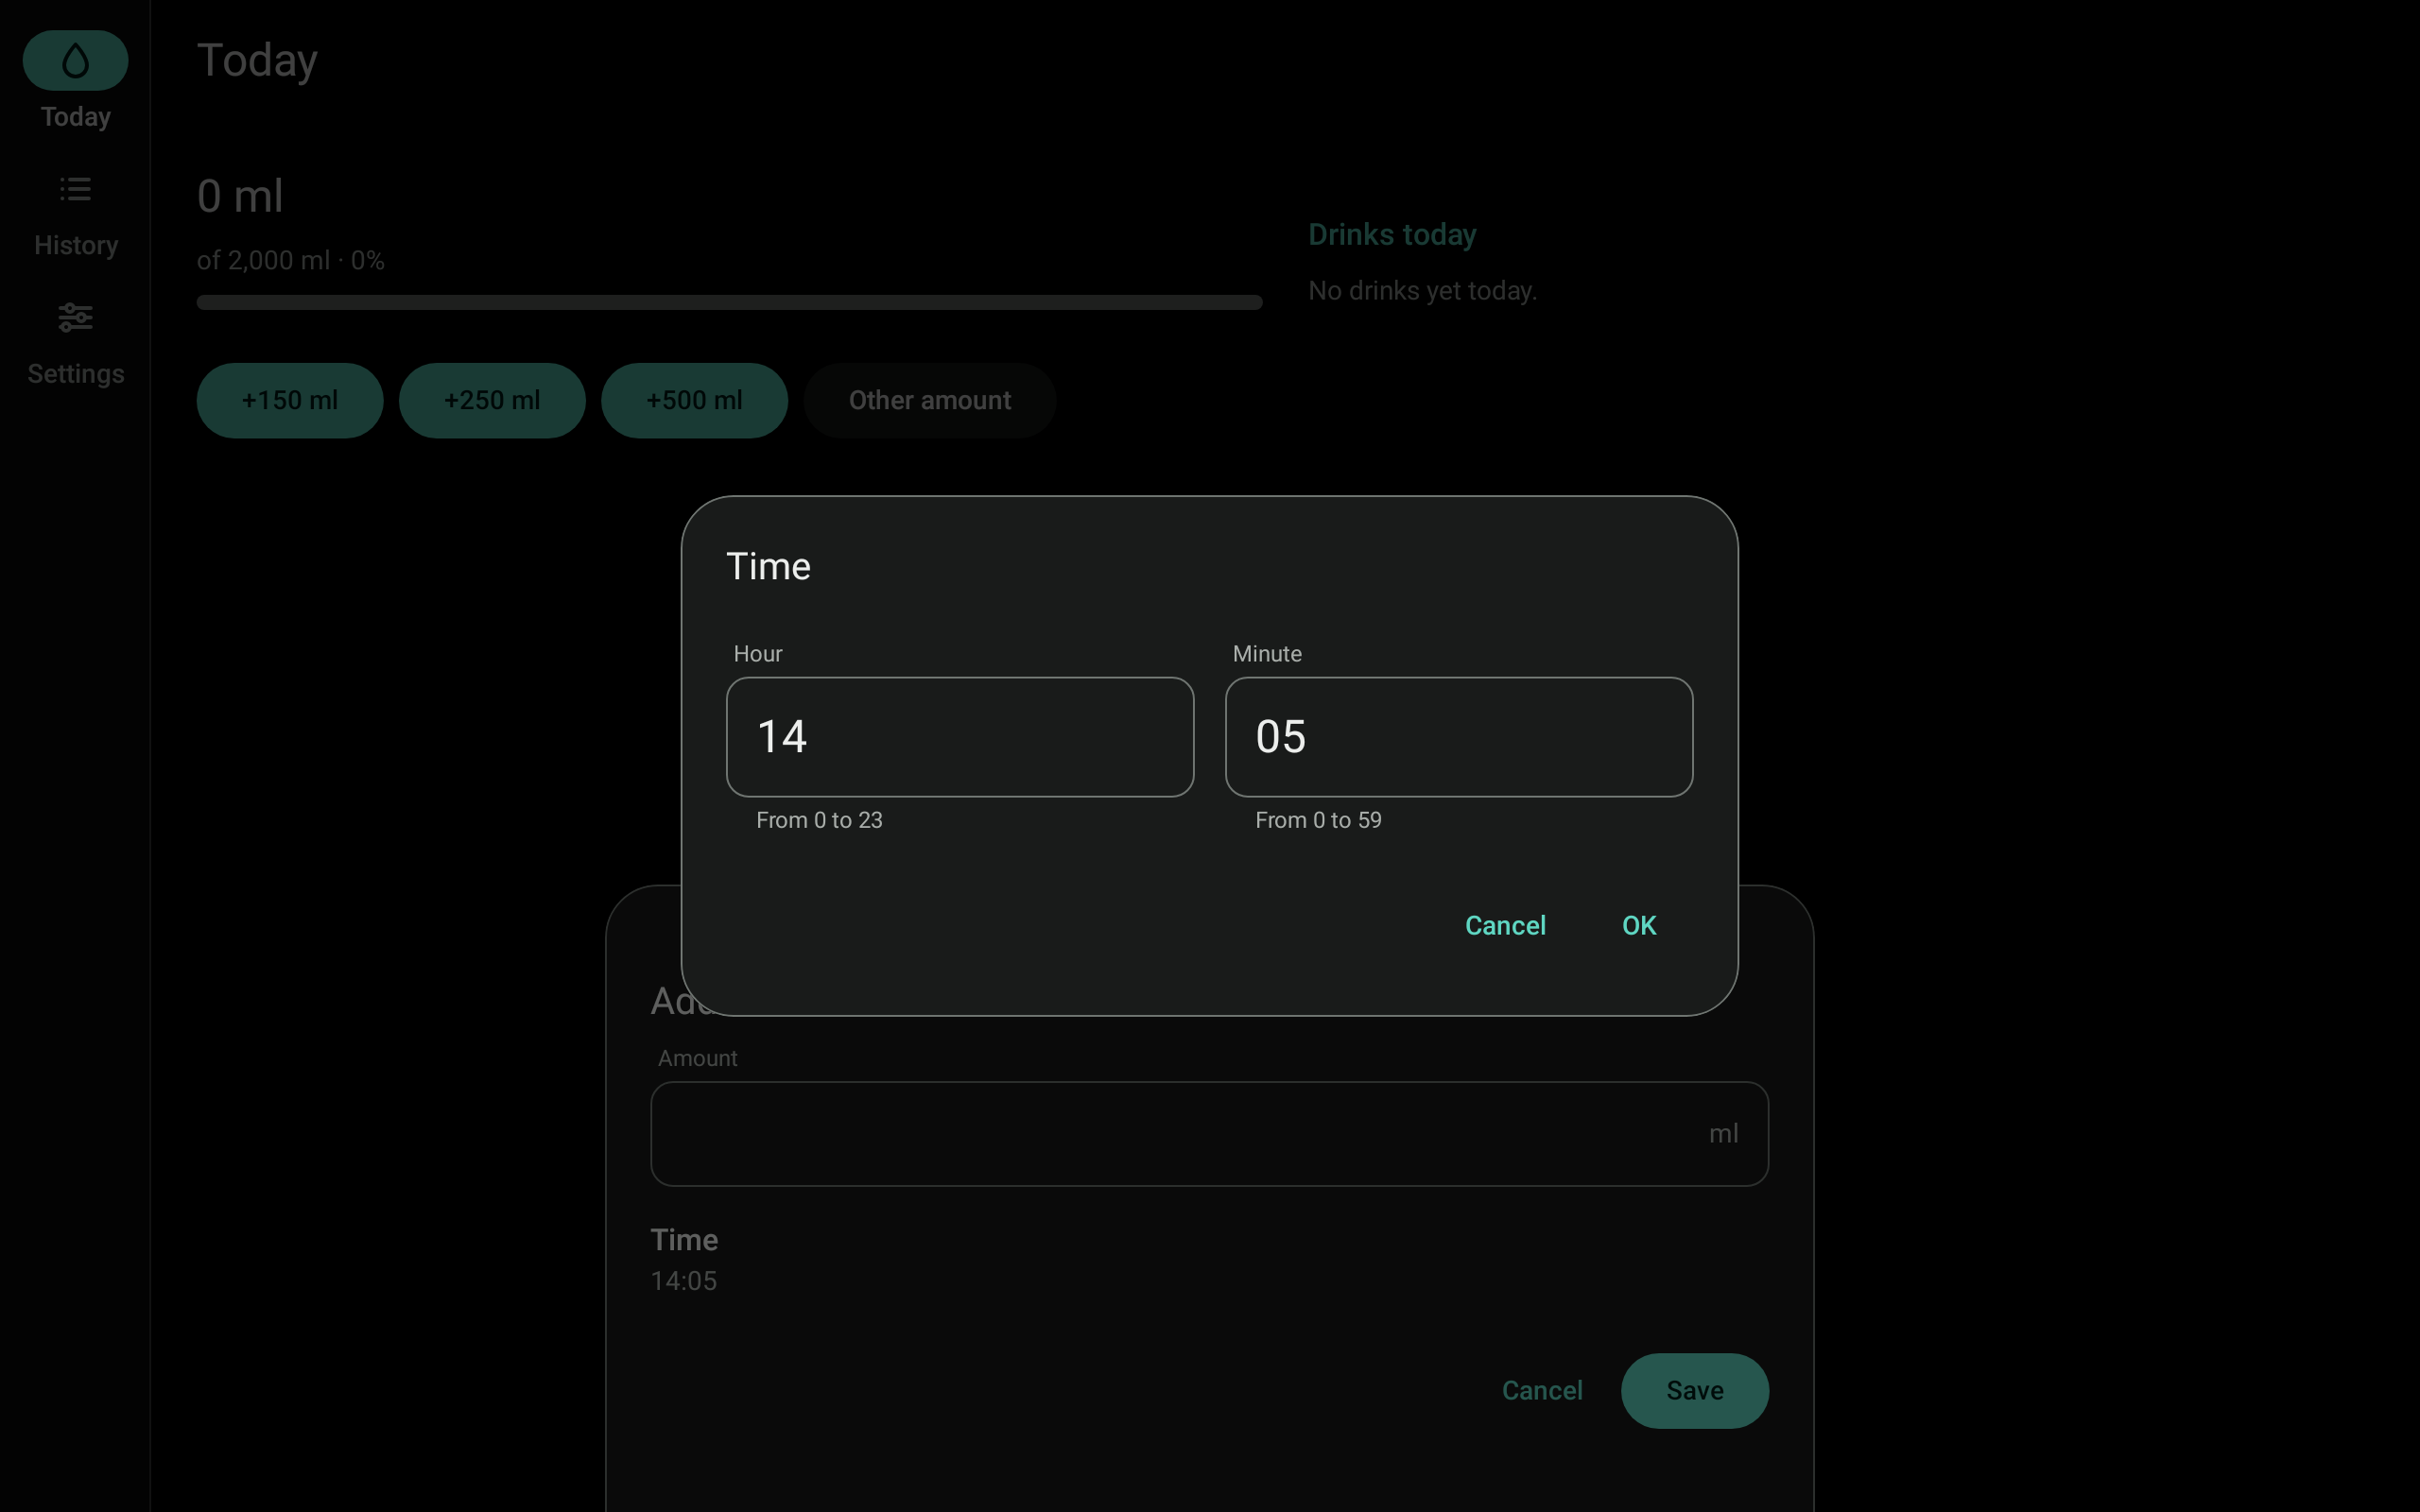 Today
Today
History
Settings
0 ml
of 2,000 ml · 0%
+150 ml
+250 ml
+500 ml
Other amount
Drinks today
No drinks yet today.
Time
Hour
Minute
14
05
From 0 to 23
From 0 to 59
Cancel
OK
Amount
ml
Time
14:05
Cancel
Save